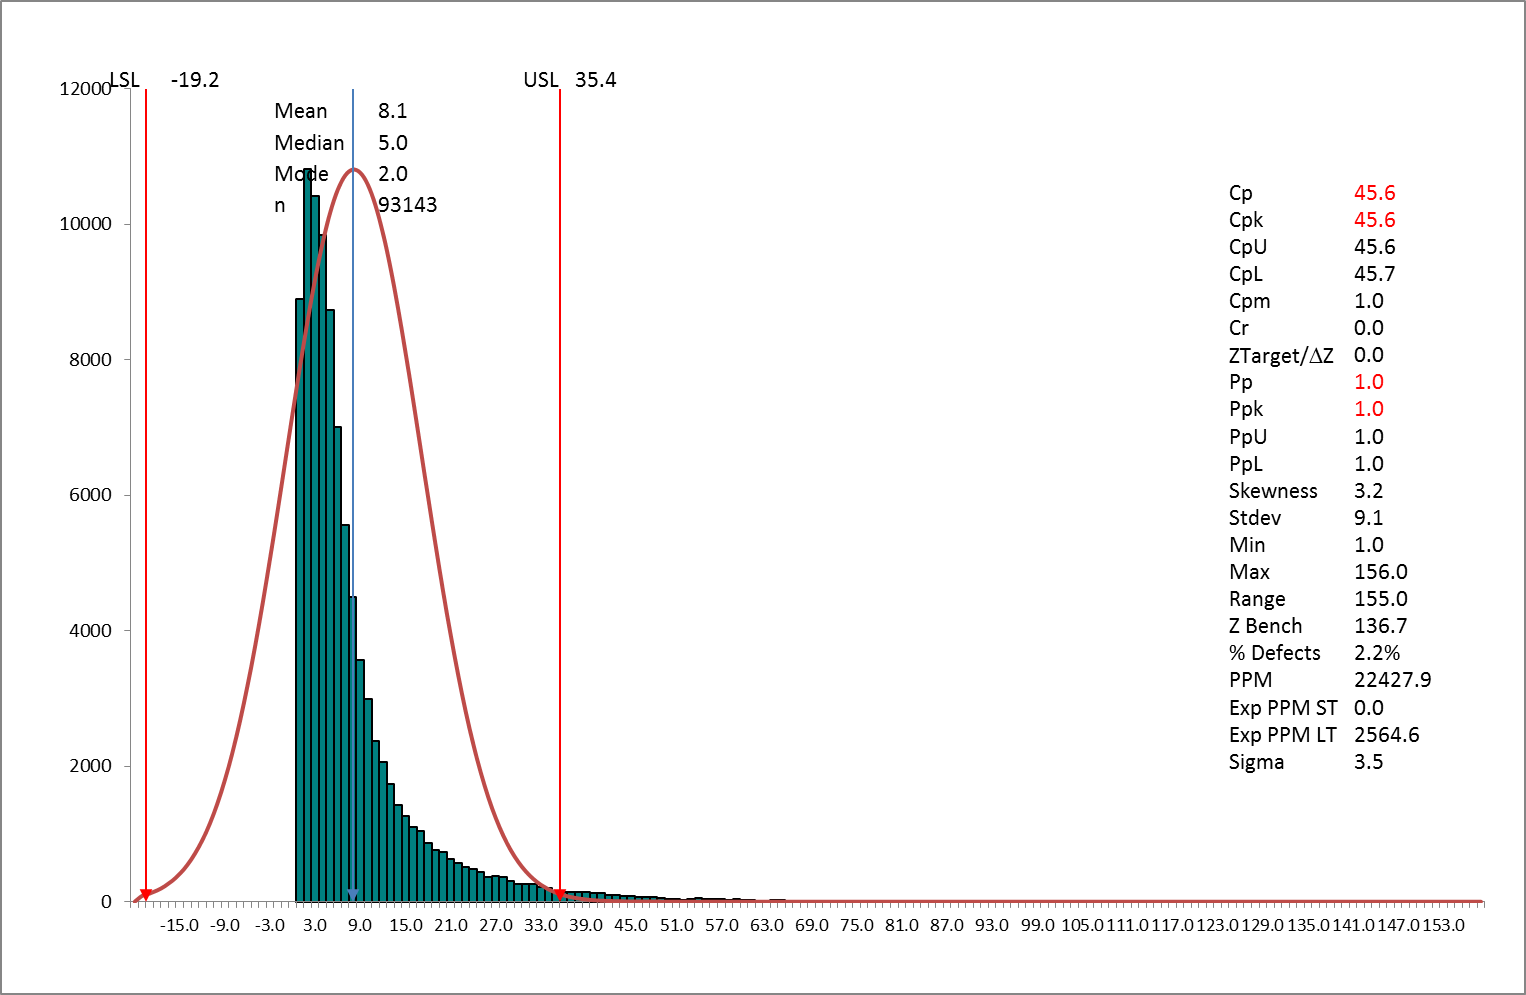 LSL -19.2
USL 35.4
12000
Mean 8.1
Median 5.0
Mode 2.0
n 93143
10000
8000
6000
4000
2000
0
Cp 45.6
Cpk 45.6
CpU 45.6
CpL 45.7
Cpm 1.0
Cr 0.0
ZTarget/ΔZ 0.0
Pp 1.0
Ppk 1.0
PpU 1.0
PpL 1.0
Skewness 3.2
Stdev 9.1
Min 1.0
Max 156.0
Range 155.0
Z Bench 136.7
% Defects 2.2%
PPM 22427.9
Exp PPM ST 0.0
Exp PPM LT 2564.6
Sigma 3.5
-15.0 -9.0 -3.0 3.0 9.0 15.0 21.0 27.0 33.0 39.0 45.0 51.0 57.0 63.0 69.0 75.0 81.0 87.0 93.0 99.0 105.0 111.0 117.0 123.0 129.0 135.0 141.0 147.0 153.0